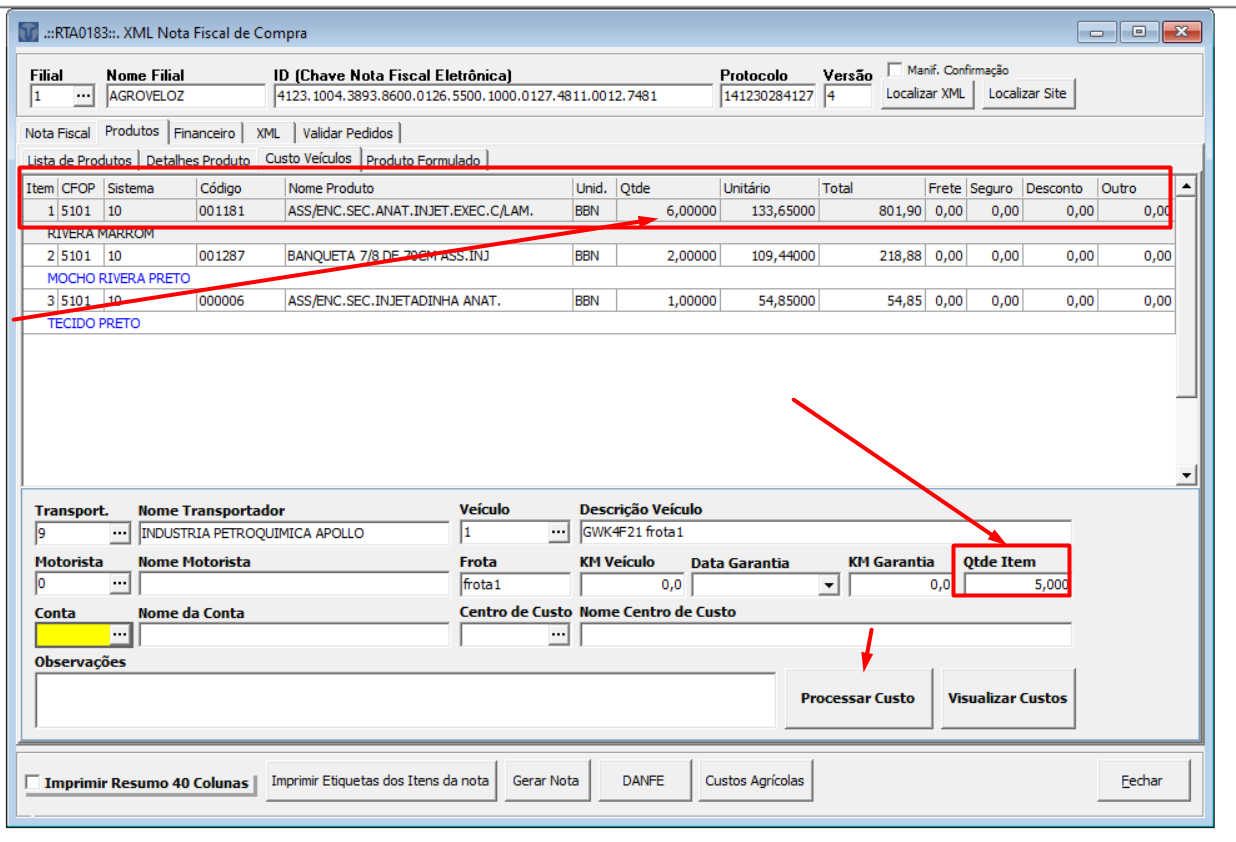 .::RTA0183::. XML Nota Fiscal de Compra
Filial Nome Filial ID (Chave Nota Fiscal Eletrônica) Protocolo Versão Manif. Confirmação
1 ... AGROVELOZ 4123.1004.3893.8600.0126.5500.1000.0127.4811.0012.7481 141230284127 4 Localizar XML Localizar Site
Nota Fiscal Produtos Financeiro XML Validar Pedidos
Lista de Produtos Detalhes Produto Custo Veículos Produto Formulado
Item CFOP Sistema Código Nome Produto Unid. Qtde Unitário Total Frete Seguro Desconto Outro
1 5101 10 001181 ASS/ENC.SEC.ANAT.INJET.EXEC.C/LAM. BBN 6,00000 133,65000 801,90 0,00 0,00 0,00 0,00
RIVERA MARROM
2 5101 10 001287 BANQUETA 7/8 DE 70CM ASS.INJ BBN 2,00000 109,44000 218,88 0,00 0,00 0,00 0,00
MOCHO RIVERA PRETO
3 5101 10 000006 ASS/ENC.SEC.INJETADINHA ANAT. BBN 1,00000 54,85000 54,85 0,00 0,00 0,00 0,00
TECIDO PRETO
Transport. Nome Transportador Veículo Descrição Veículo
9 ... INDUSTRIA PETROQUIMICA APOLLO 1 ... GWK4F21 frota1
Motorista Nome Motorista Frota KM Veículo Data Garantia KM Garantia Qtde Item
0 ... frota1 0,0 0,0 5,000
Conta Nome da Conta Centro de Custo Nome Centro de Custo
... ...
Observações
Processar Custo Visualizar Custos
Imprimir Resumo 40 Colunas Imprimir Etiquetas dos Itens da nota Gerar Nota DANFE Custos Agrícolas Fechar